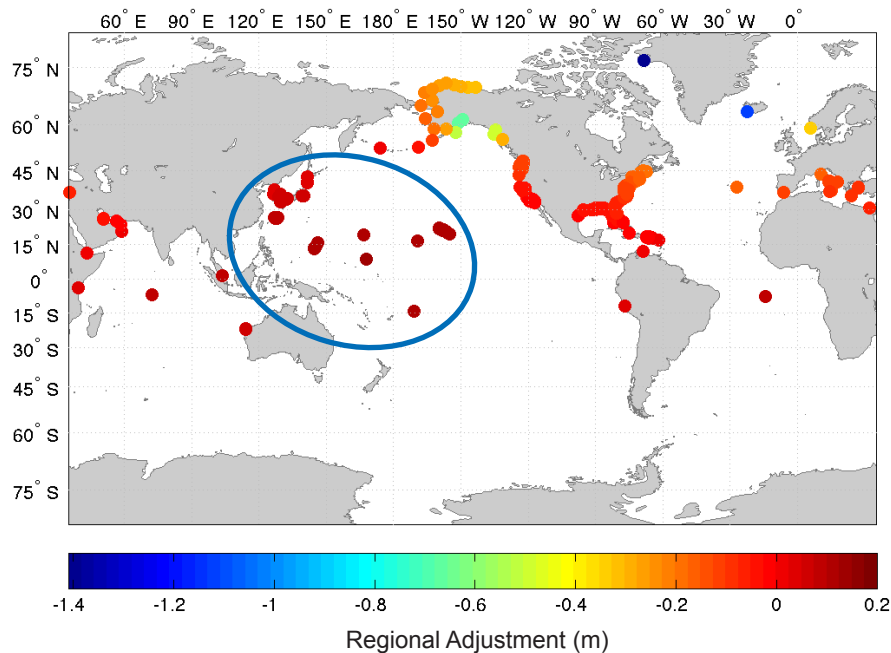 60° E 90° E 120° E 150° E 180° E 150° W 120° W 90° W 60° W 30° W 0°
75° N
60° N
45° N
30° N
15° N
0°
15° S
30° S
45° S
60° S
75° S
-1.4 -1 -0.8 -0.6 -0.4 -0.2 0 0.2
Regional Adjustment (m)